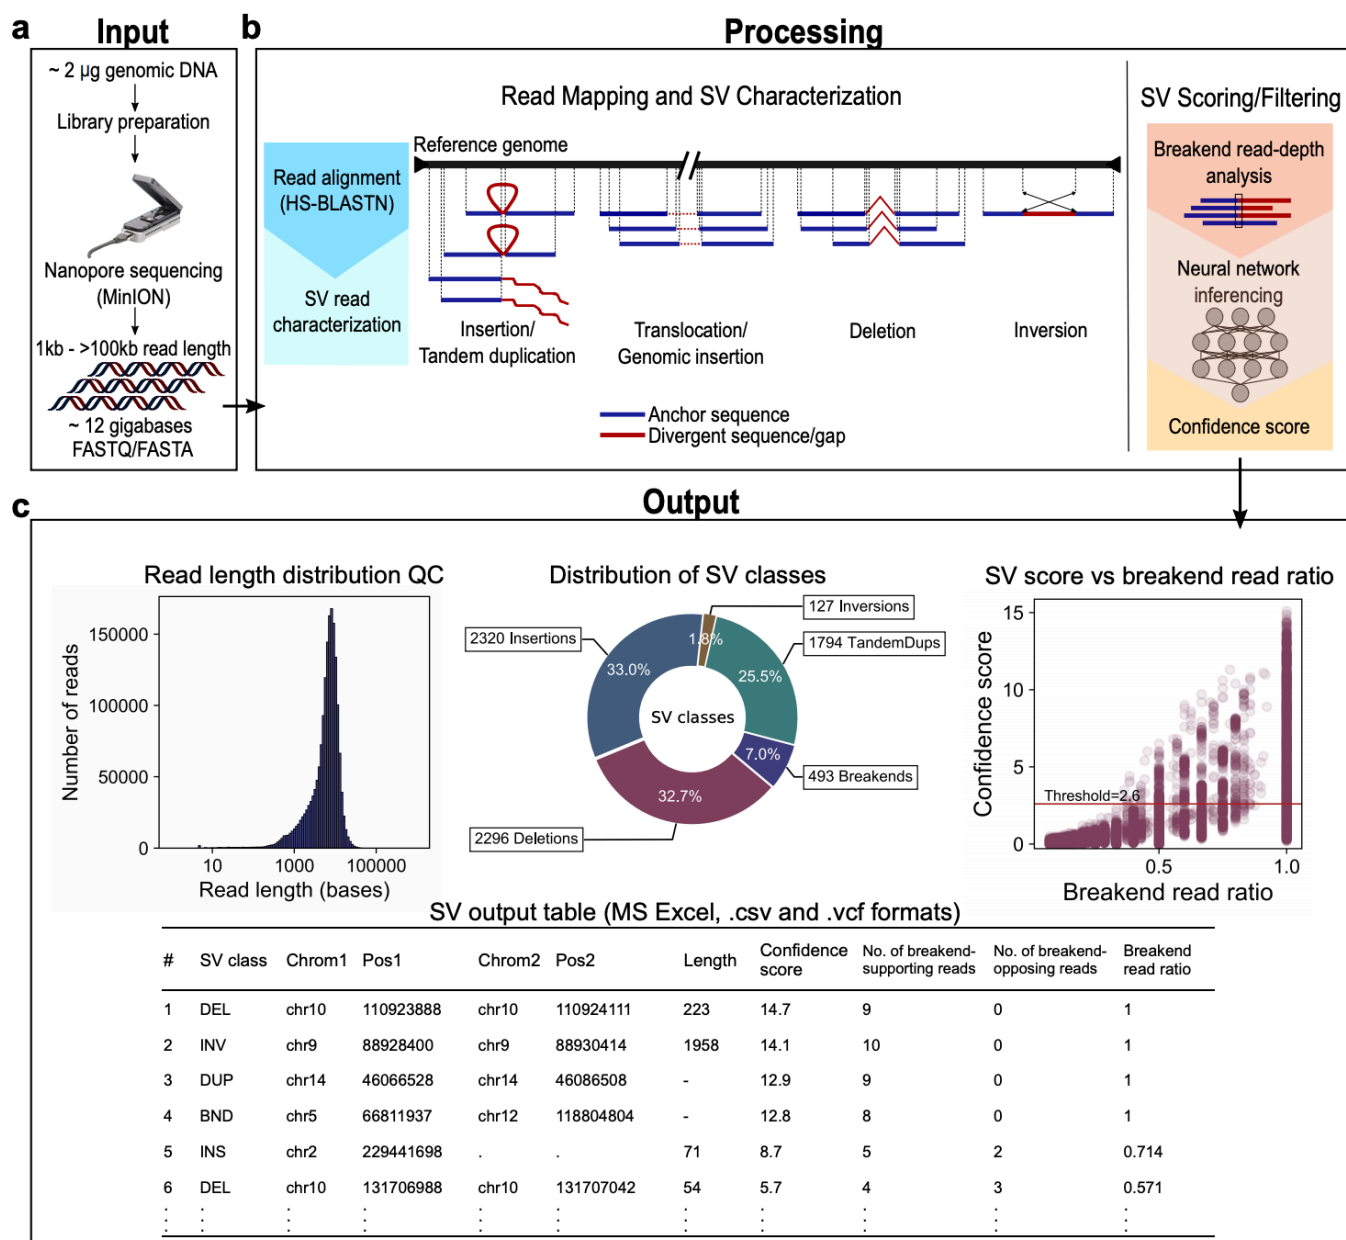 a
Input
~ 2 µg genomic DNA
Library preparation
Nanopore sequencing
(MinION)
1kb - >100kb read length
~ 12 gigabases
FASTQ/FASTA
b
Processing
Read Mapping and SV Characterization
Read alignment
(HS-BLASTN)
SV read
characterization
Reference genome
Insertion/
Tandem duplication
Translocation/
Genomic insertion
Deletion
Inversion
Anchor sequence
Divergent sequence/gap
SV Scoring/Filtering
Breakend read-depth
analysis
Neural network
inferencing
Confidence score
c
Output
Read length distribution QC
Number of reads
150000
100000
50000
0
10 1000 100000
Read length (bases)
Distribution of SV classes
127 Inversions
2320 Insertions
1794 TandemDups
1.8%
33.0%
25.5%
SV classes
7.0%
493 Breakends
32.7%
2296 Deletions
SV score vs breakend read ratio
Confidence score
15
10
5
0
Threshold=2.6
0.5 1.0
Breakend read ratio
SV output table (MS Excel, .csv and .vcf formats)
# SV class Chrom1 Pos1 Chrom2 Pos2 Length Confidence score No. of breakend-supporting reads No. of breakend-opposing reads Breakend read ratio
1 DEL chr10 110923888 chr10 110924111 223 14.7 9 0 1
2 INV chr9 88928400 chr9 88930414 1958 14.1 10 0 1
3 DUP chr14 46066528 chr14 46086508 - 12.9 9 0 1
4 BND chr5 66811937 chr12 118804804 - 12.8 8 0 1
5 INS chr2 229441698 . . 71 8.7 5 2 0.714
6 DEL chr10 131706988 chr10 131707042 54 5.7 4 3 0.571